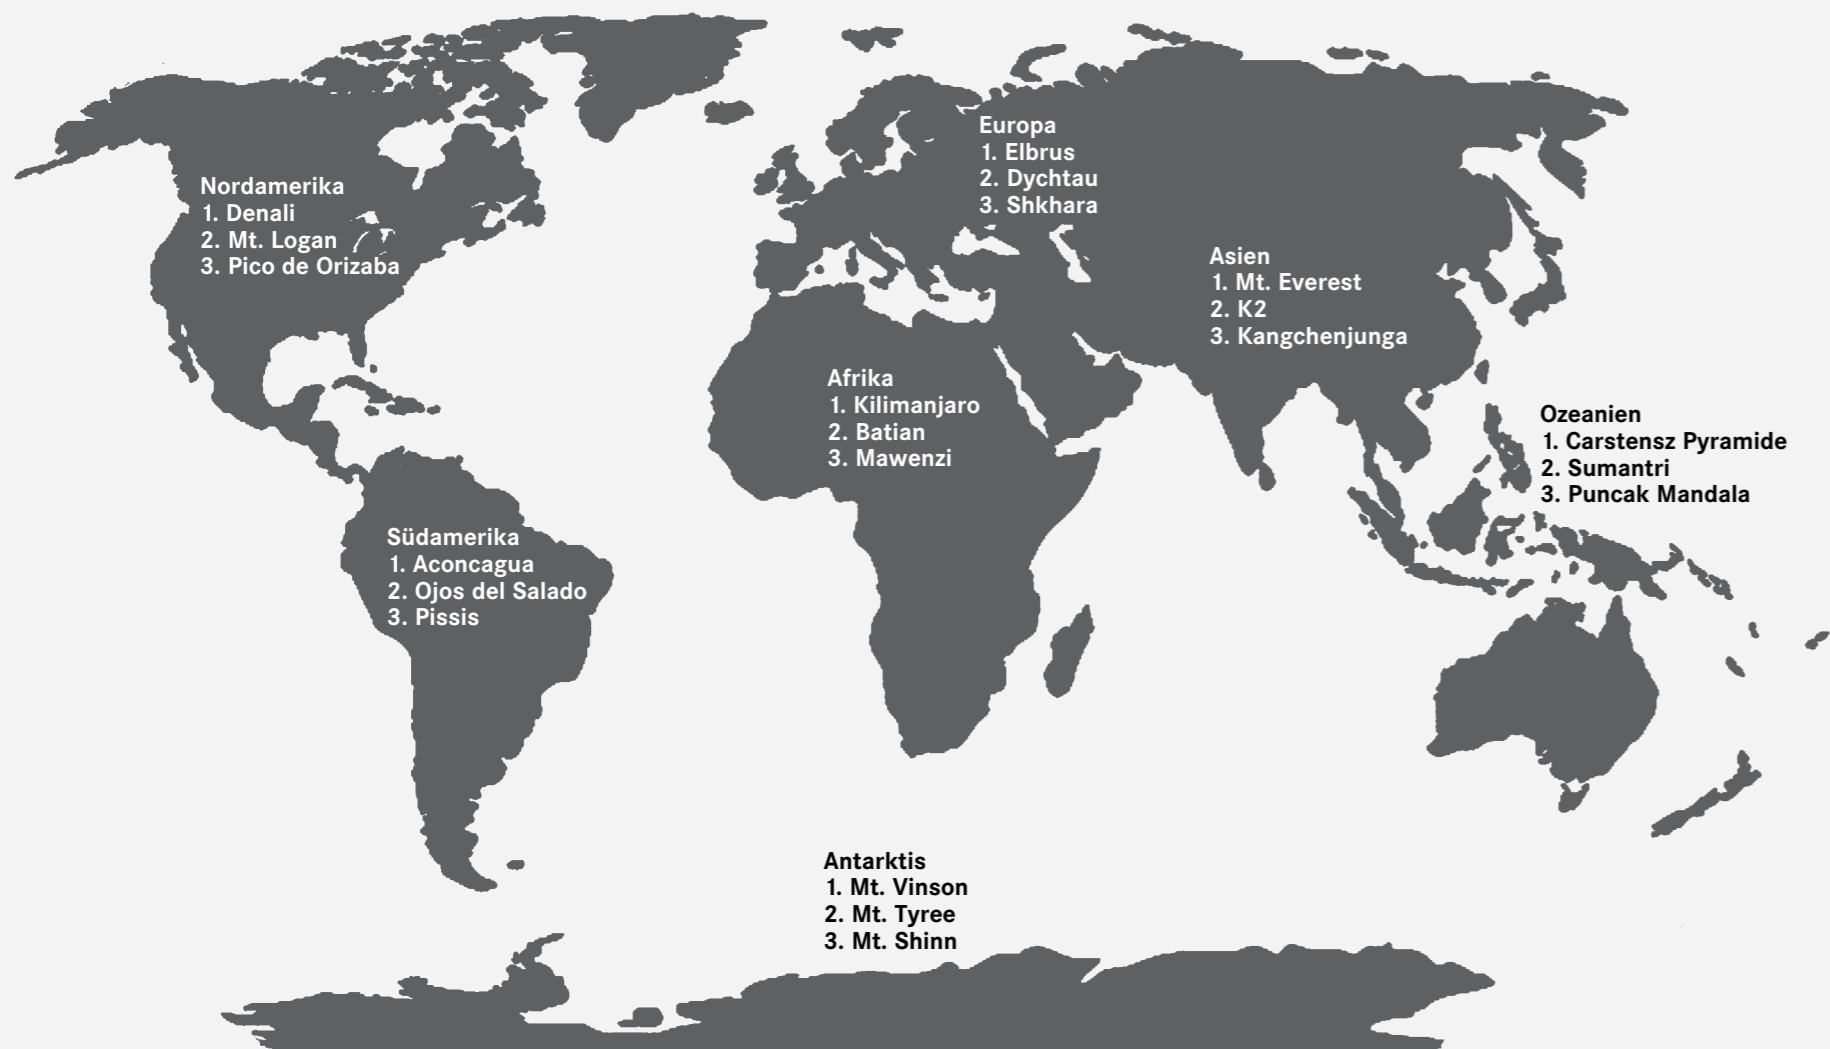 Europa
1. Elbrus
2. Dychtau
3. Shkhara
Nordamerika
1. Denali
2. Mt. Logan
3. Pico de Orizaba
Asien
1. Mt. Everest
2. K2
3. Kangchenjunga
Afrika
1. Kilimanjaro
2. Batian
3. Mawenzi
Ozeanien
1. Carstensz Pyramide
2. Sumantri
3. Puncak Mandala
Südamerika
1. Aconcagua
2. Ojos del Salado
3. Pissis
Antarktis
1. Mt. Vinson
2. Mt. Tyree
3. Mt. Shinn